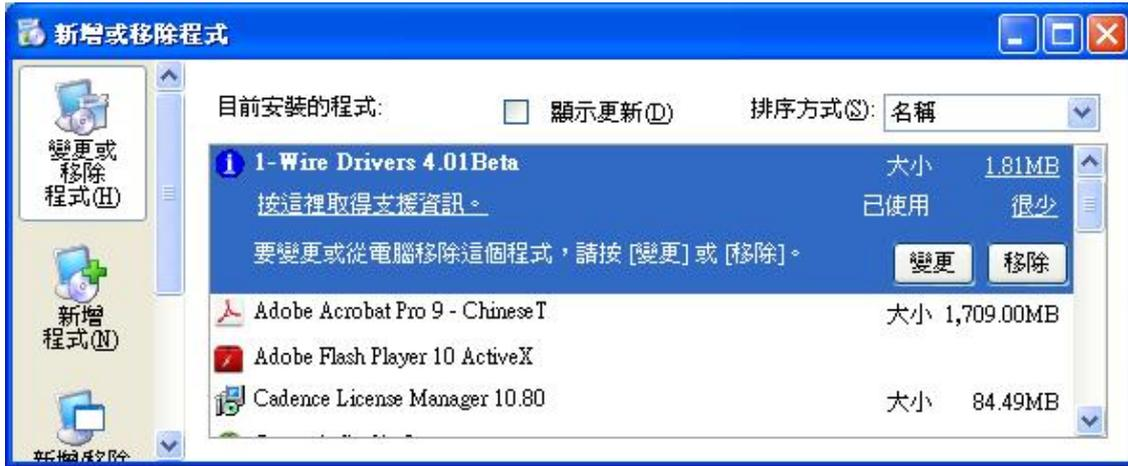 新增或移除程式
變更或
移除
程式(H)
新增
程式(N)
新增/移除
目前安裝的程式:
顯示更新(D)
排序方式(S): 名稱
1-Wire Drivers 4.01Beta 大小 1.81MB
按這裡取得支援資訊。 已使用 很少
要變更或從電腦移除這個程式，請按 [變更] 或 [移除]。 變更 移除
Adobe Acrobat Pro 9 - ChineseT 大小 1,709.00MB
Adobe Flash Player 10 ActiveX
Cadence License Manager 10.80 大小 84.49MB